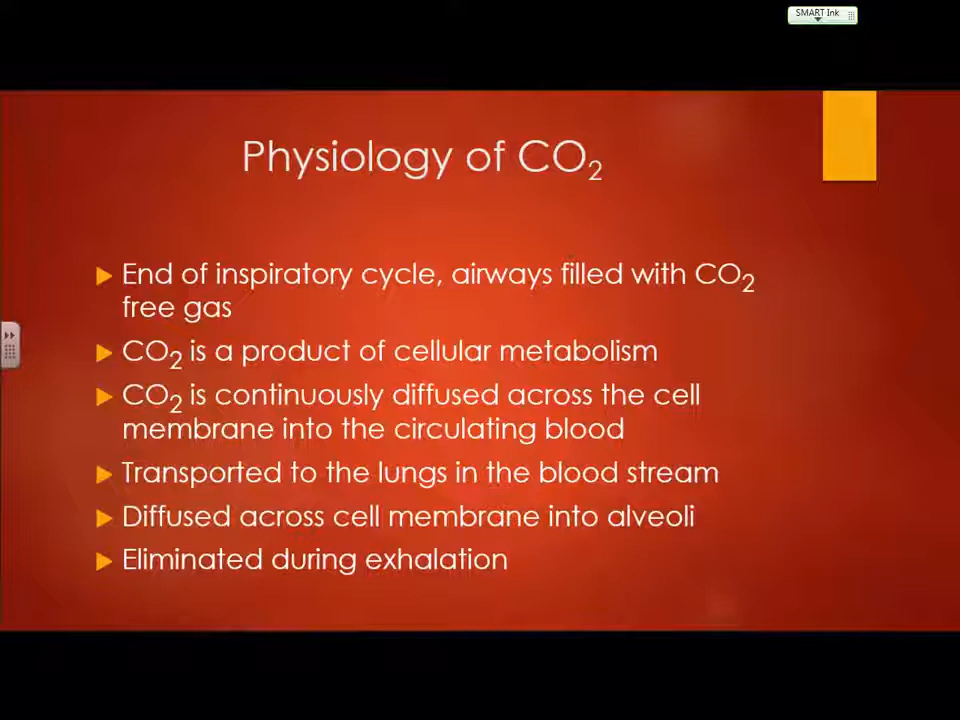 SMART Ink
Physiology of CO₂
End of inspiratory cycle, airways filled with CO₂
free gas
CO₂ is a product of cellular metabolism
CO₂ is continuously diffused across the cell
membrane into the circulating blood
Transported to the lungs in the blood stream
Diffused across cell membrane into alveoli
Eliminated during exhalation